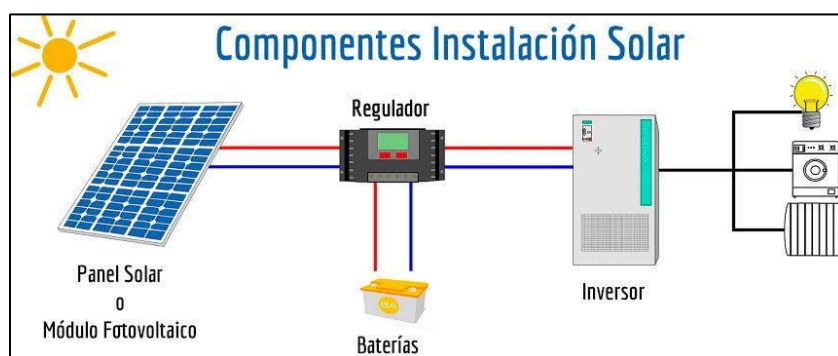 Componentes Instalación Solar
Regulador
Panel Solar
o
Módulo Fotovoltaico
Baterías
Inversor